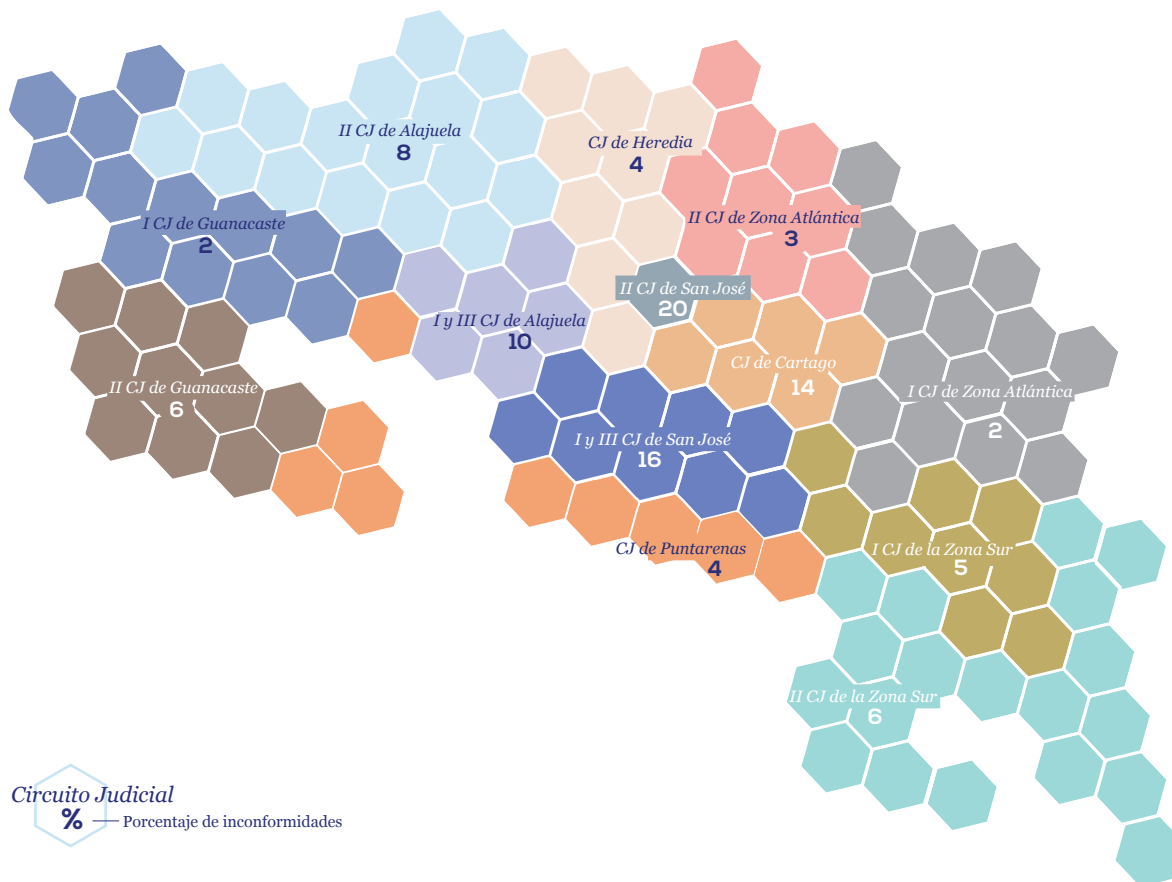 II CJ de Alajuela
8
CJ de Heredia
4
I CJ de Guanacaste
2
II CJ de Zona Atlántica
3
II CJ de San José
20
I y III CJ de Alajuela
10
CJ de Cartago
14
II CJ de Guanacaste
6
I CJ de Zona Atlántica
2
I y III CJ de San José
16
CJ de Puntarenas
4
I CJ de la Zona Sur
5
II CJ de la Zona Sur
6
Circuito Judicial
%
Porcentaje de inconformidades